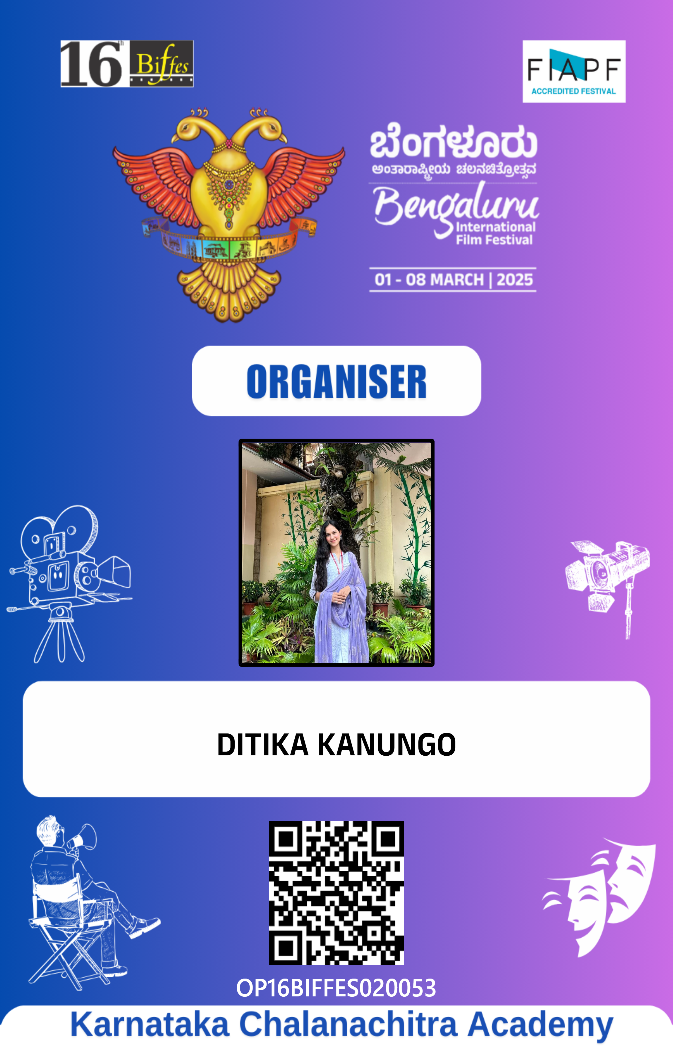 16th Biffes
FIAPF
ACCREDITED FESTIVAL
ಬೆಂಗಳೂರು
ಅಂತಾರಾಷ್ಟ್ರೀಯ ಚಲನಚಿತ್ರೋತ್ಸವ
Bengaluru
International
Film Festival
01 - 08 MARCH | 2025
ORGANISER
DITIKA KANUNGO
OP16BIFFES020053
Karnataka Chalanachitra Academy